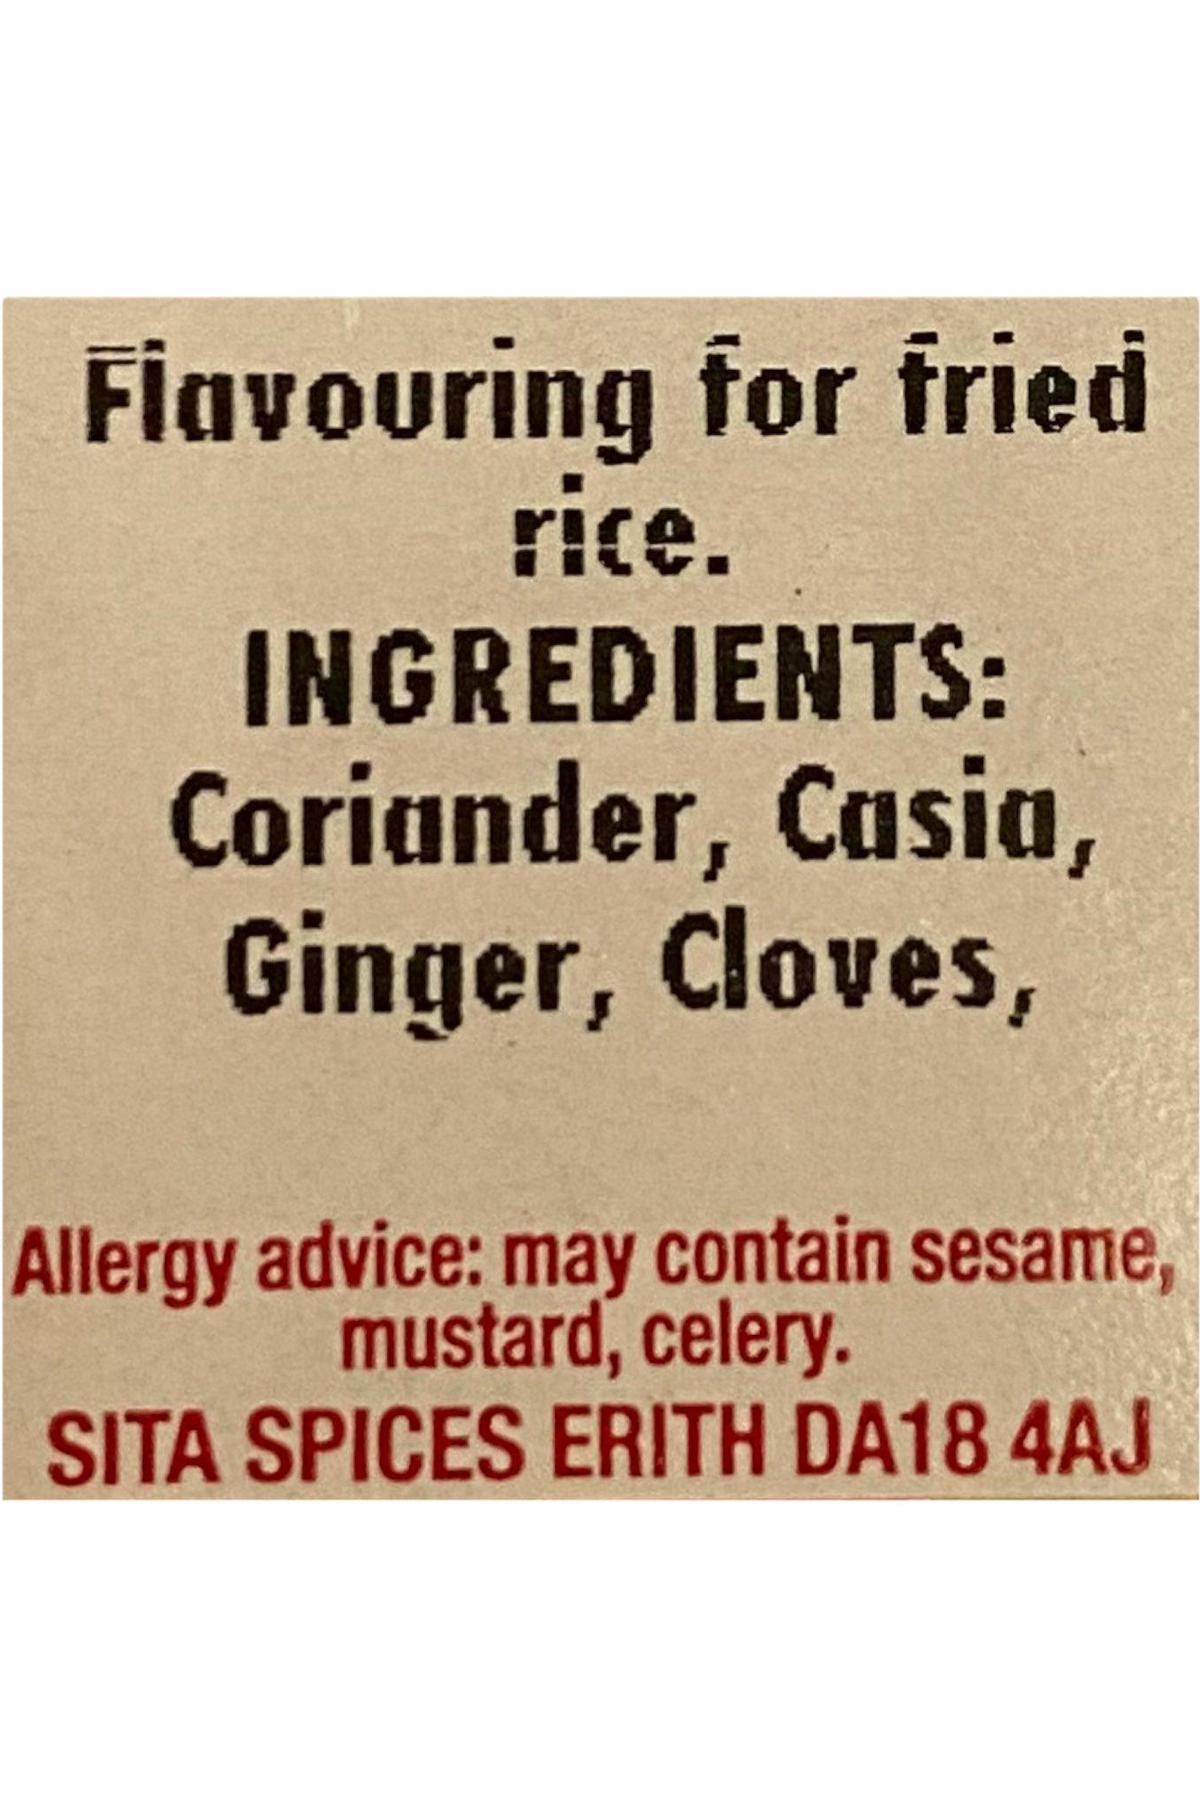 Flavouring for fried
rice.
INGREDIENTS:
Coriander, Casia,
Ginger, Cloves,
Allergy advice: may contain sesame,
mustard, celery.
SITA SPICES ERITH DA18 4AJ